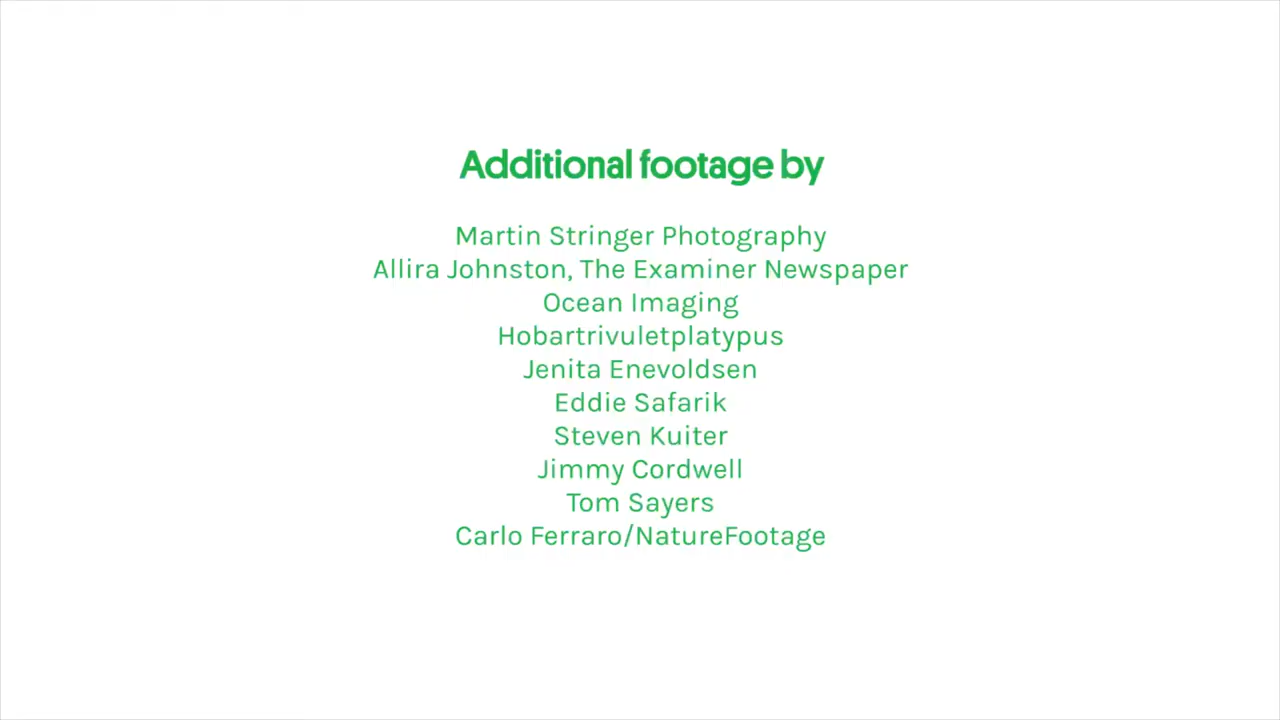 Additional footage by
Martin Stringer Photography
Allira Johnston, The Examiner Newspaper
Ocean Imaging
Hobartrivuletplatypus
Jenita Enevoldsen
Eddie Safarik
Steven Kuiter
Jimmy Cordwell
Tom Sayers
Carlo Ferraro/NatureFootage